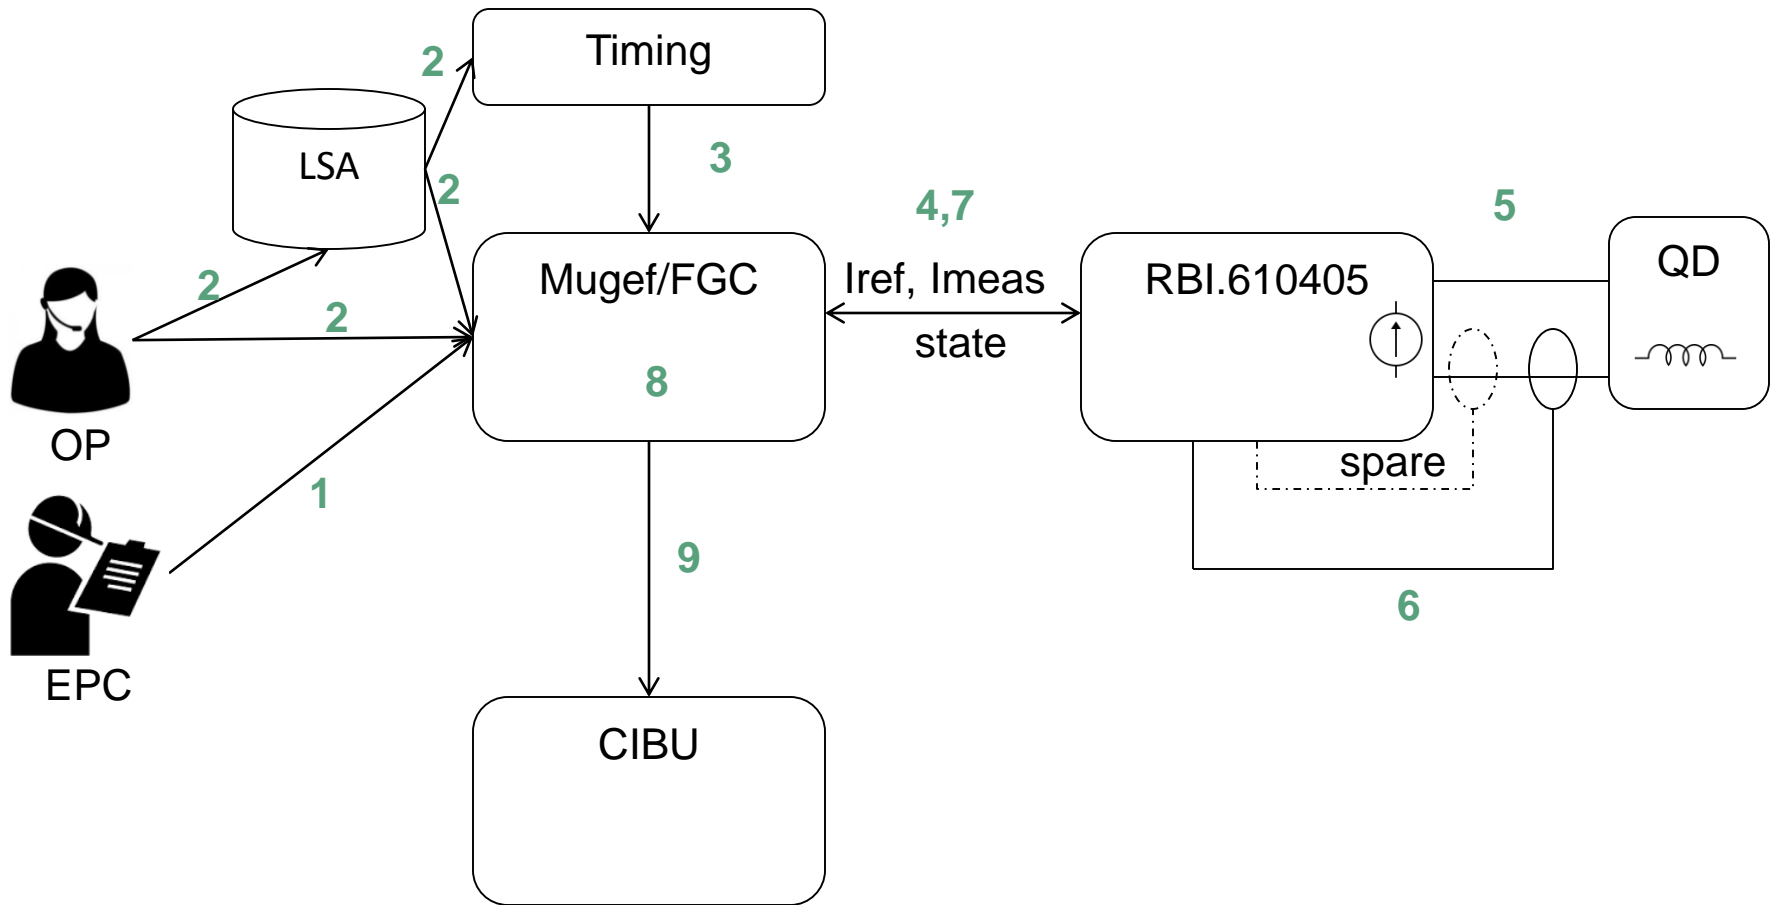 Timing
2
LSA
3
2
4,7
5
Mugef/FGC
Iref, Imeas
state
RBI.610405
QD
2
2
8
OP
spare
1
9
6
EPC
CIBU